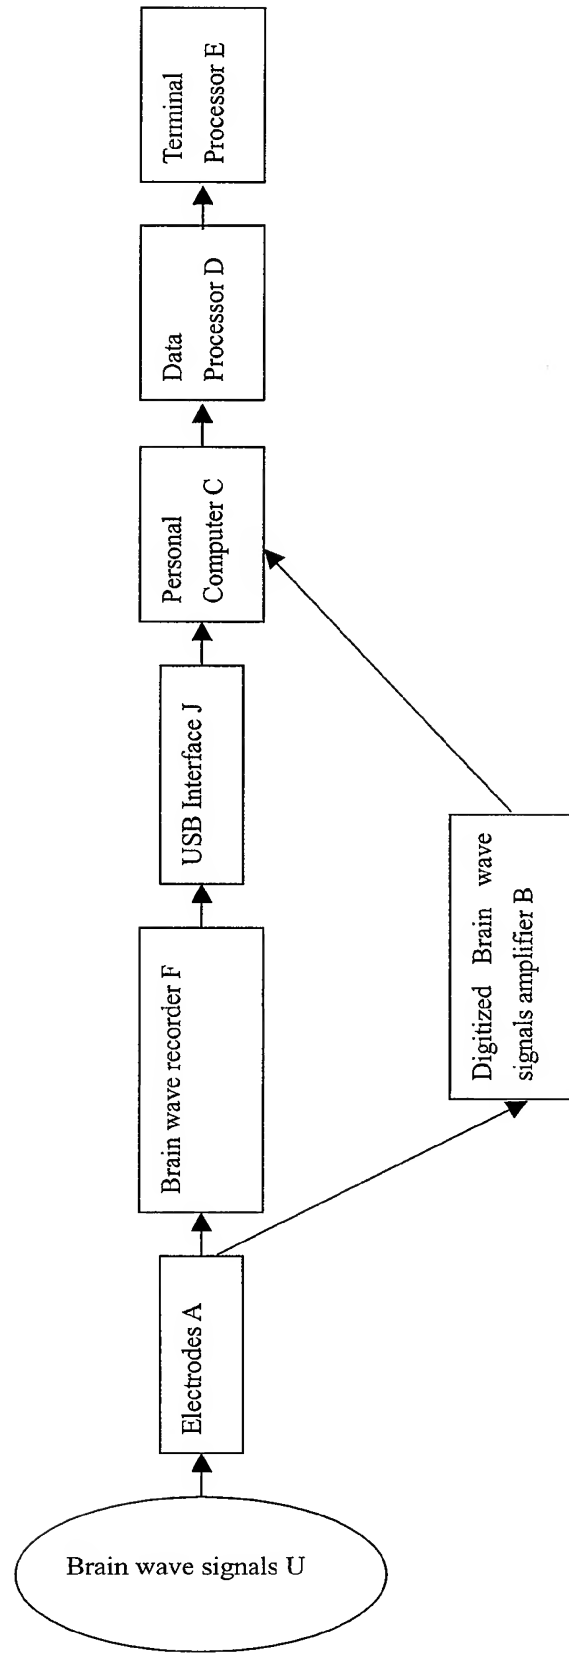 Brain wave signals U
Electrodes A
Brain wave recorder F
USB Interface J
Personal
Computer C
Data
Processor D
Terminal
Processor E
Digitized Brain wave
signals amplifier B